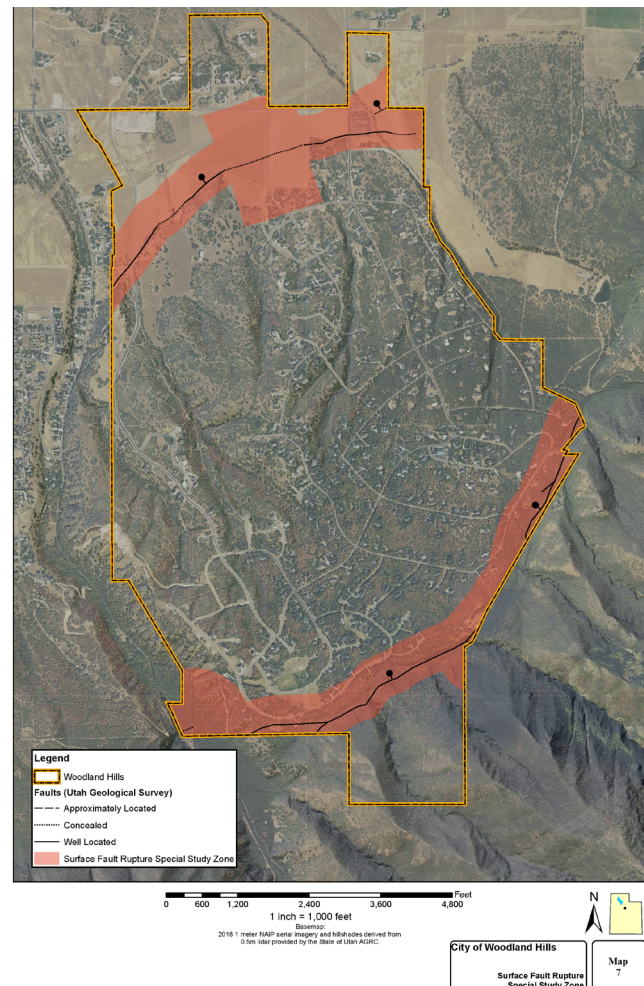 Legend
Woodland Hills
Faults (Utah Geological Survey)
Approximately Located
Concealed
Well Located
Surface Fault Rupture Special Study Zone
0 600 1,200 2,400 3,600 4,800 Feet
1 inch = 1,000 feet
Basemap:
2018 1 meter NAIP aerial imagery and hillshades derived from
0.5m lidar provided by the State of Utah AGRC.
N
City of Woodland Hills
Surface Fault Rupture
Special Study Zone
Map
7